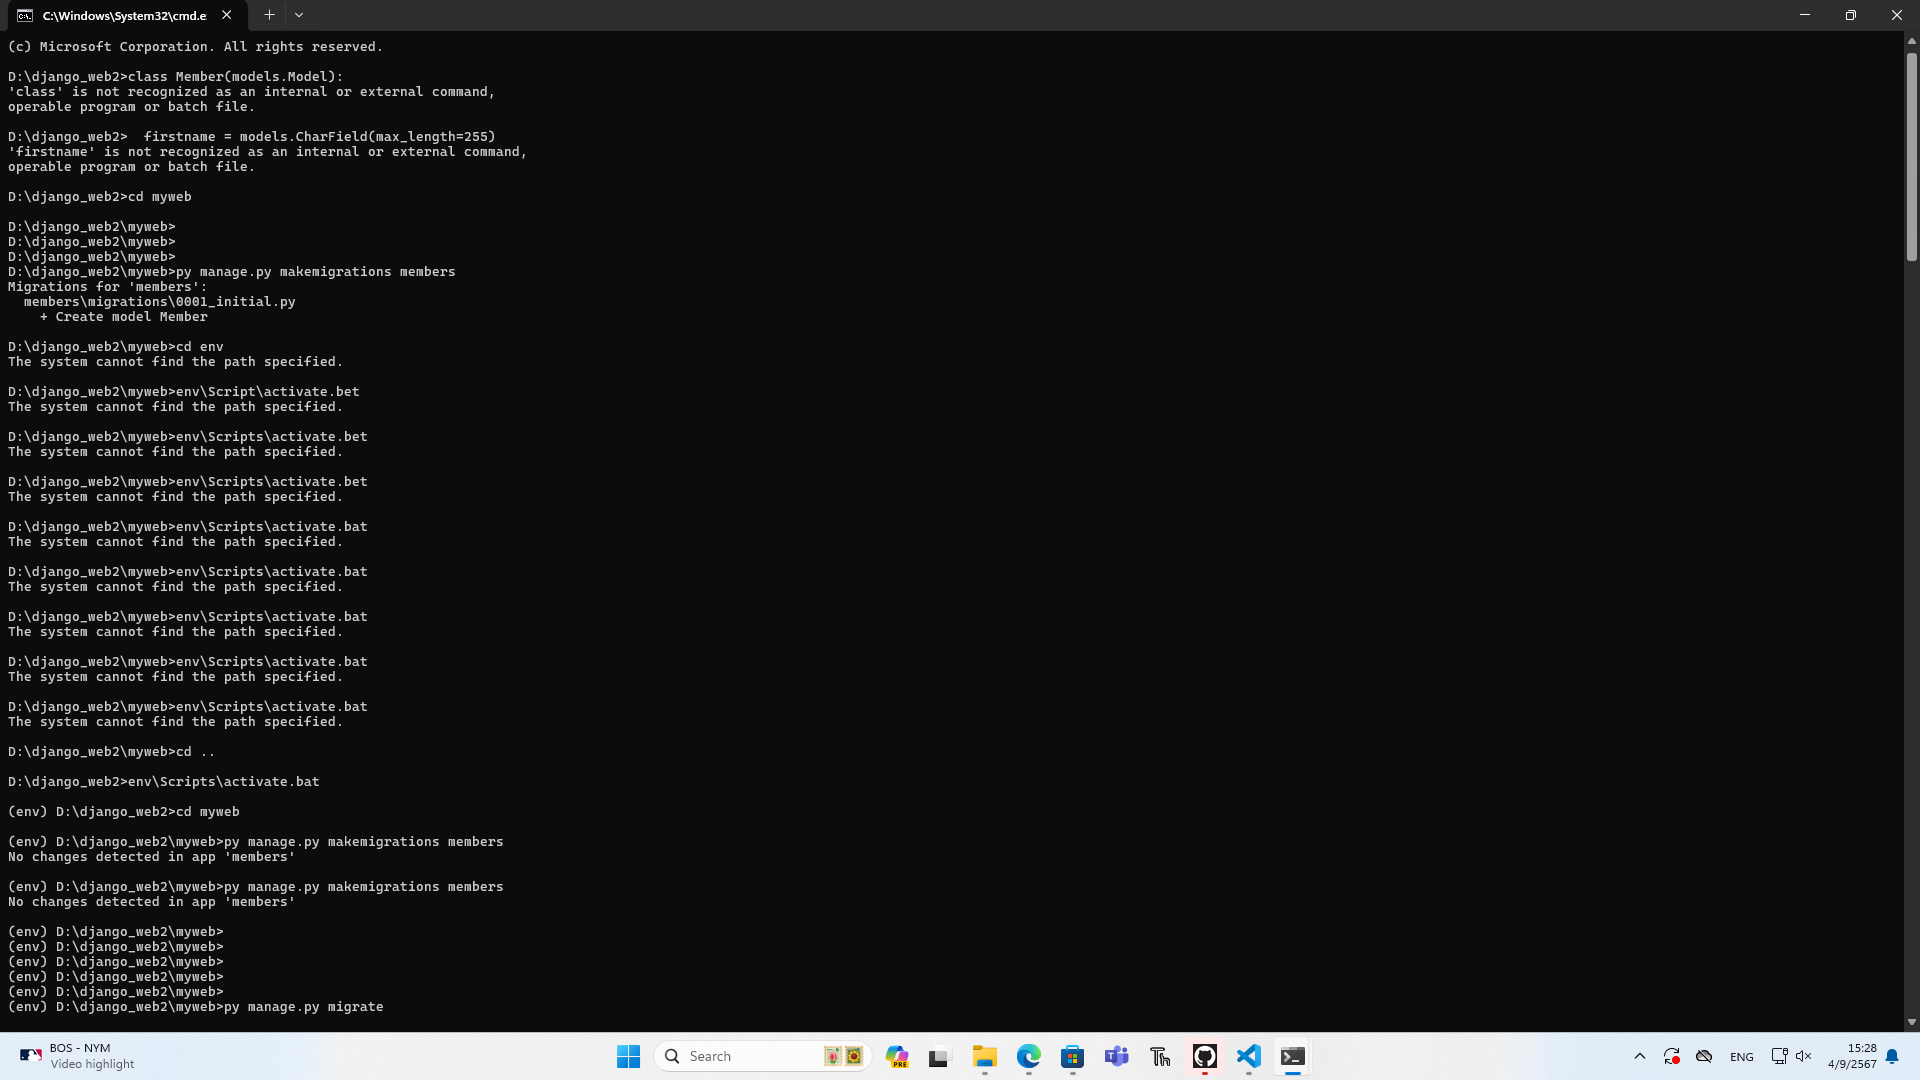 C:\Windows\System32\cmd.e
(c) Microsoft Corporation. All rights reserved.
D:\django_web2>class Member(models.Model):
'class' is not recognized as an internal or external command,
operable program or batch file.
D:\django_web2>  firstname = models.CharField(max_length=255)
'firstname' is not recognized as an internal or external command,
operable program or batch file.
D:\django_web2>cd myweb
D:\django_web2\myweb>
D:\django_web2\myweb>
D:\django_web2\myweb>
D:\django_web2\myweb>py manage.py makemigrations members
Migrations for 'members':
  members\migrations\0001_initial.py
    + Create model Member
D:\django_web2\myweb>cd env
The system cannot find the path specified.
D:\django_web2\myweb>env\Script\activate.bet
The system cannot find the path specified.
D:\django_web2\myweb>env\Scripts\activate.bet
The system cannot find the path specified.
D:\django_web2\myweb>env\Scripts\activate.bet
The system cannot find the path specified.
D:\django_web2\myweb>env\Scripts\activate.bat
The system cannot find the path specified.
D:\django_web2\myweb>env\Scripts\activate.bat
The system cannot find the path specified.
D:\django_web2\myweb>env\Scripts\activate.bat
The system cannot find the path specified.
D:\django_web2\myweb>env\Scripts\activate.bat
The system cannot find the path specified.
D:\django_web2\myweb>env\Scripts\activate.bat
The system cannot find the path specified.
D:\django_web2\myweb>cd ..
D:\django_web2>env\Scripts\activate.bat
(env) D:\django_web2>cd myweb
(env) D:\django_web2\myweb>py manage.py makemigrations members
No changes detected in app 'members'
(env) D:\django_web2\myweb>py manage.py makemigrations members
No changes detected in app 'members'
(env) D:\django_web2\myweb>
(env) D:\django_web2\myweb>
(env) D:\django_web2\myweb>
(env) D:\django_web2\myweb>
(env) D:\django_web2\myweb>
(env) D:\django_web2\myweb>py manage.py migrate
BOS - NYM
Video highlight
Search
PRE
ENG
15:28
4/9/2567